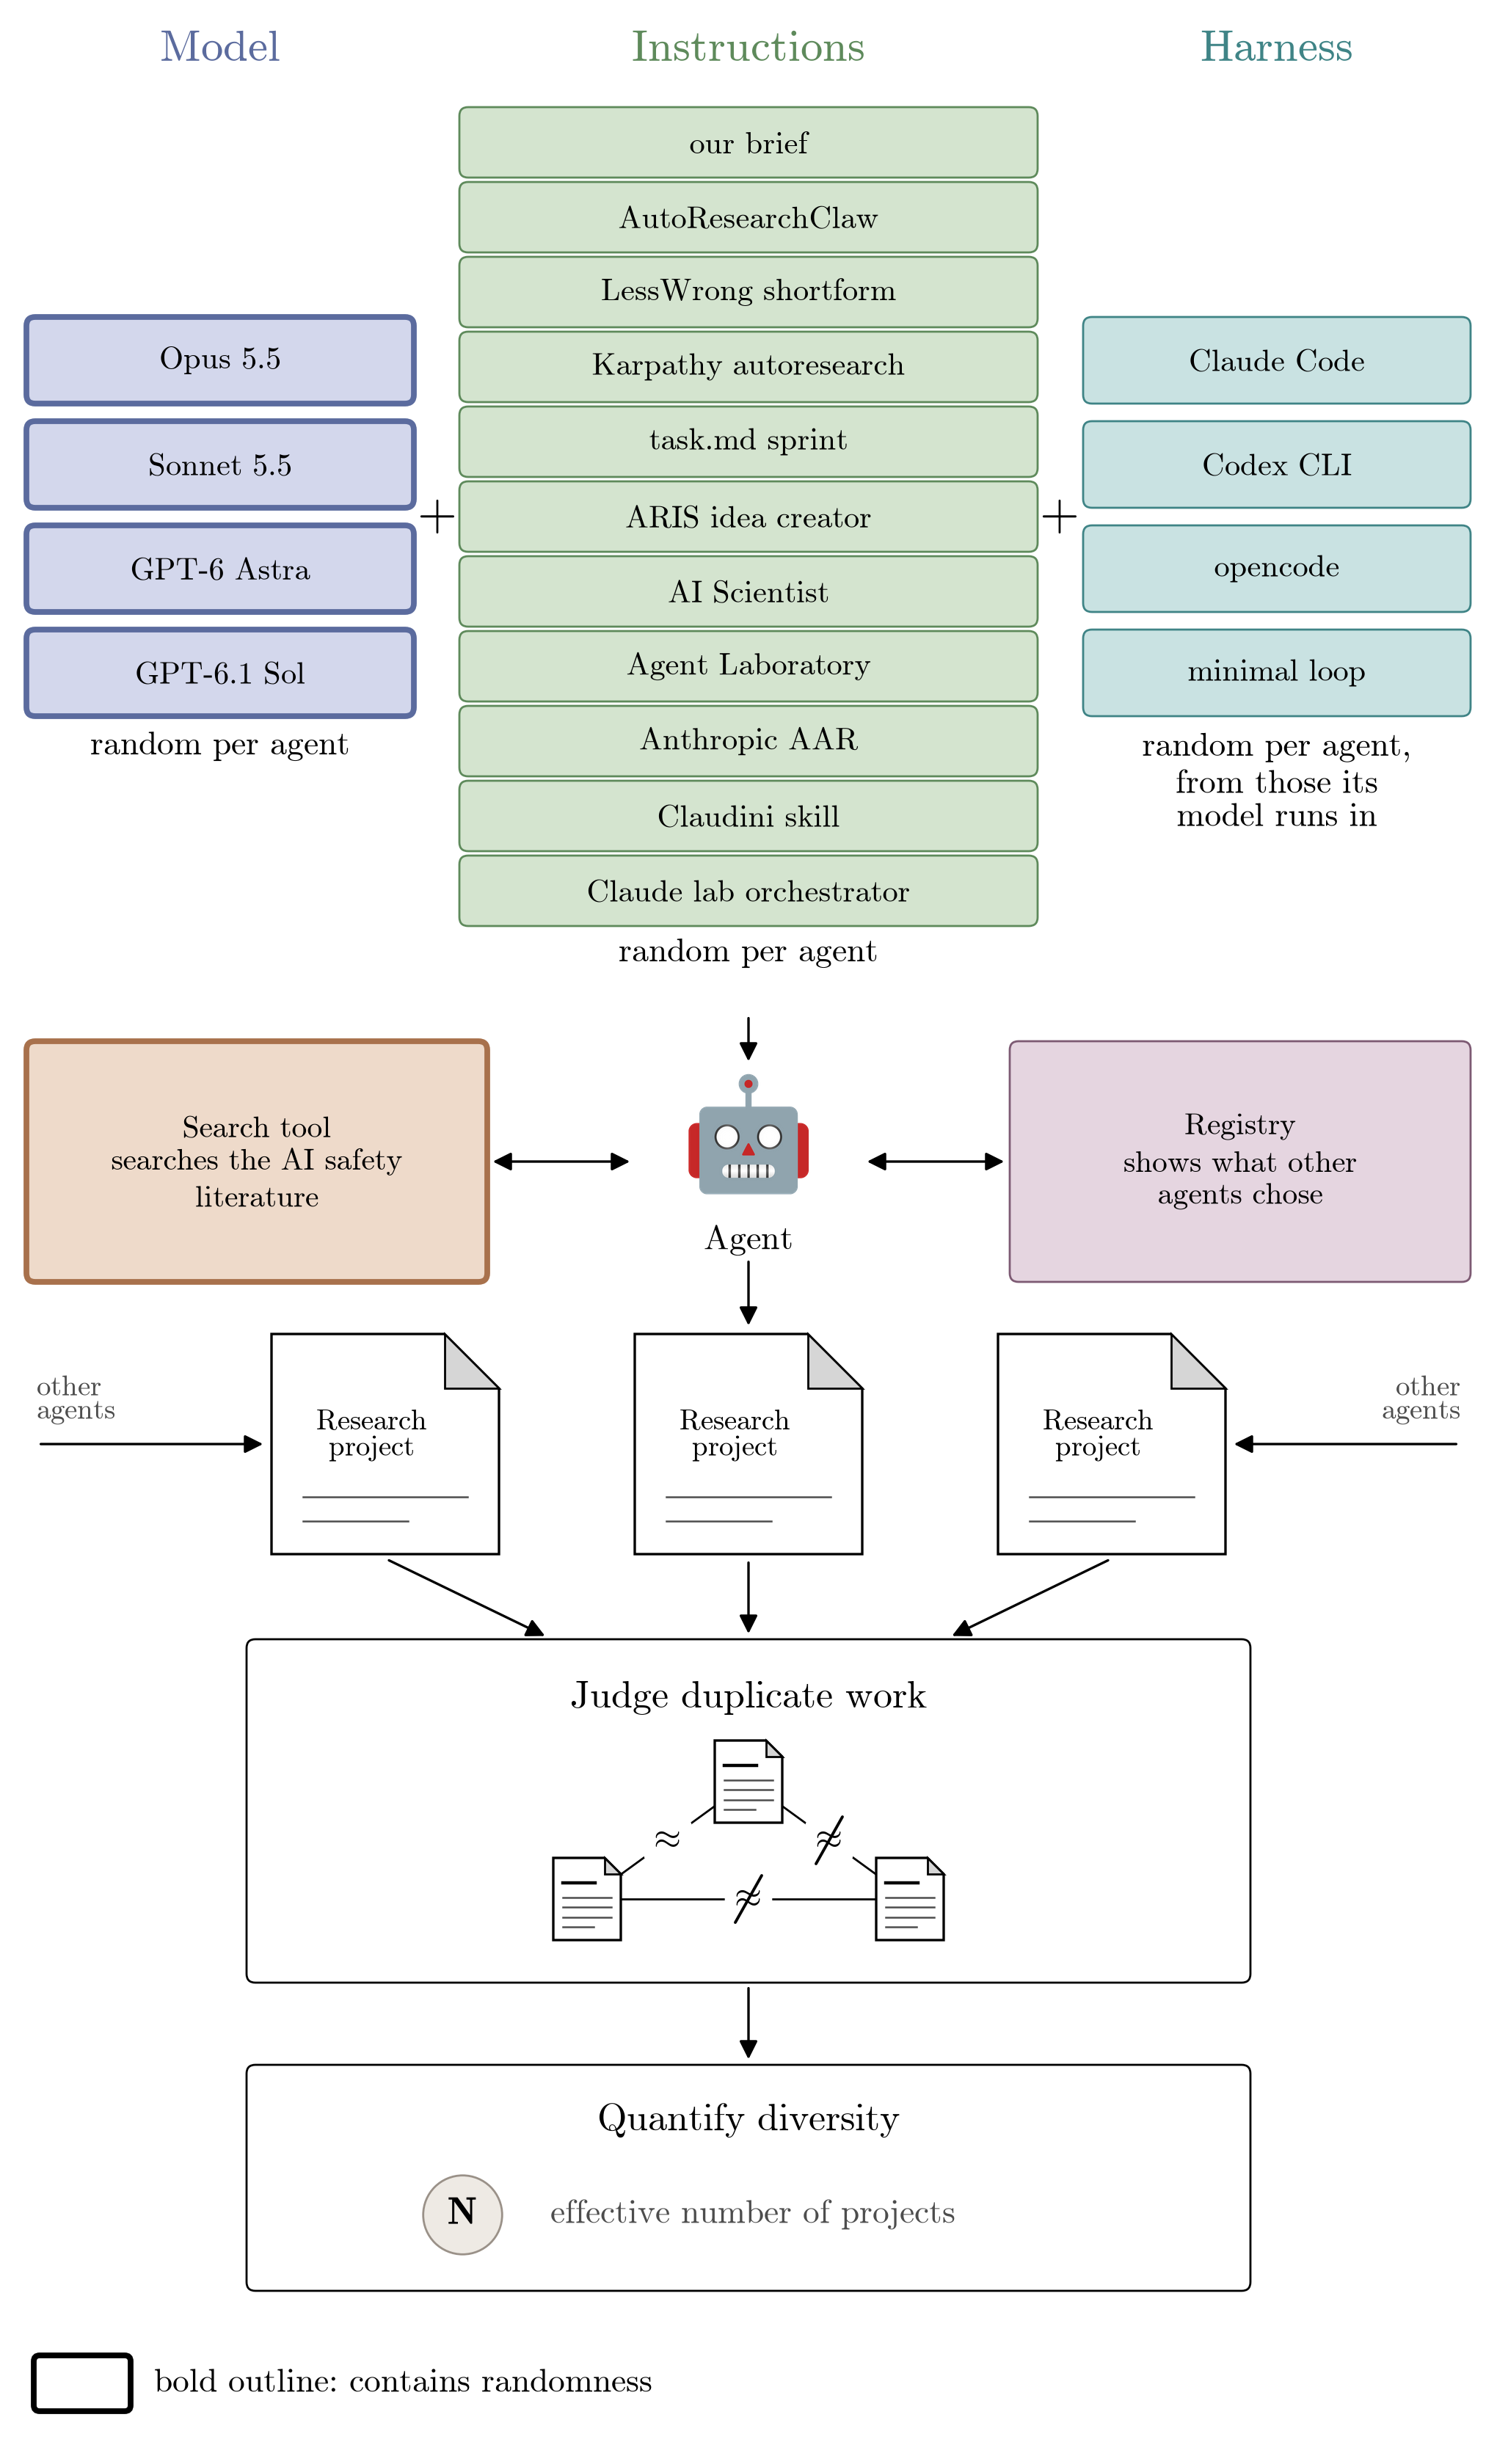 Model
Instructions
Harness
our brief
AutoResearchClaw
LessWrong shortform
Karpathy autoresearch
task.md sprint
ARIS idea creator
AI Scientist
Agent Laboratory
Anthropic AAR
Claudini skill
Claude lab orchestrator
random per agent
Opus 5.5
Sonnet 5.5
GPT-6 Astra
GPT-6.1 Sol
random per agent
+
+
Claude Code
Codex CLI
opencode
minimal loop
random per agent,
from those its
model runs in
Search tool
searches the AI safety
literature
Agent
Registry
shows what other
agents chose
other
agents
Research
project
Research
project
Research
project
other
agents
Judge duplicate work
≈
≉
≉
Quantify diversity
N
effective number of projects
bold outline: contains randomness